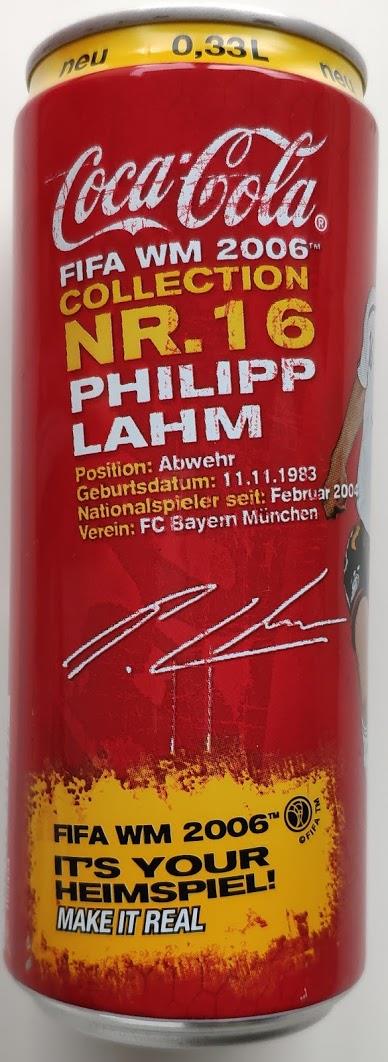 neu 0,33L neu
Coca-Cola®
FIFA WM 2006™
COLLECTION
NR.16
PHILIPP
LAHM
Position: Abwehr
Geburtsdatum: 11.11.1983
Nationalspieler seit: Februar 2004
Verein: FC Bayern München
FIFA WM 2006™
©FIFA TM
IT'S YOUR
HEIMSPIEL!
MAKE IT REAL